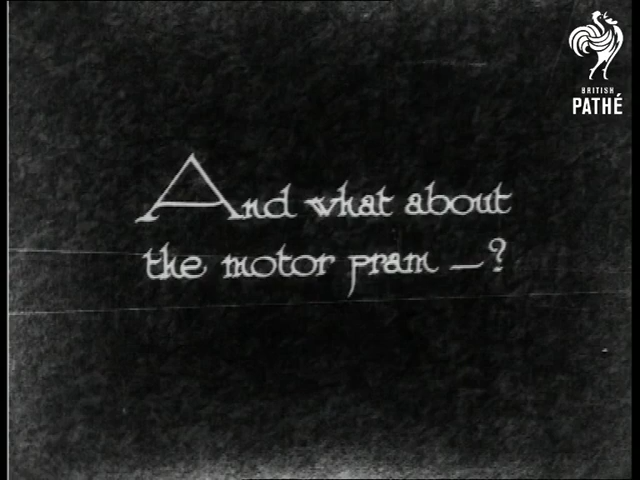 BRITISH
PATHÉ
And what about
the motor pram —?